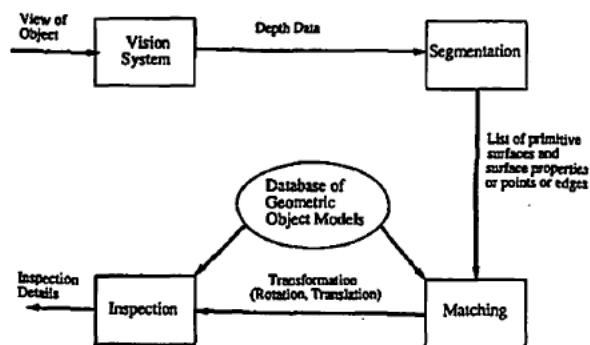 View of
Object
Vision
System
Depth Data
Segmentation
List of primitive
surfaces and
surface properties
or points or edges
Database of
Geometric
Object Models
Inspection
Details
Inspection
Transformation
(Rotation, Translation)
Matching